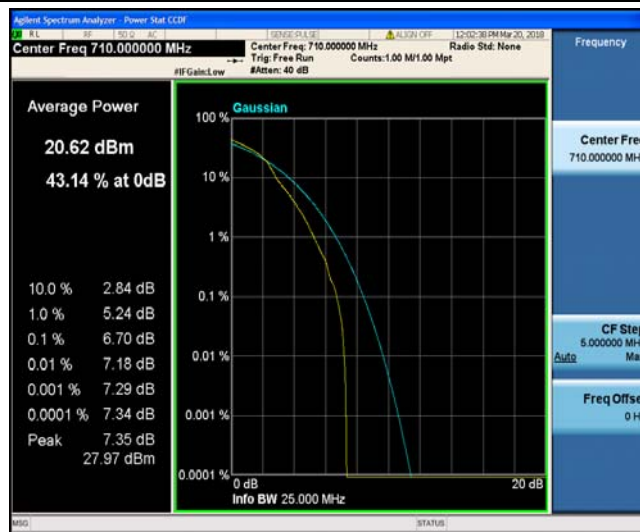 Agilent Spectrum Analyzer - Power Stat CCDF
RL RF 50 Ω AC SENSE:PULSE ALIGN OFF 12:02:38 PM Mar 20, 2018
Center Freq 710.000000 MHz
Center Freq: 710.000000 MHz Radio Std: None
Trig: Free Run Counts:1.00 M/1.00 Mpt
#IFGain:Low #Atten: 40 dB
Frequency
Average Power
20.62 dBm
43.14 % at 0dB
10.0 % 2.84 dB
1.0 % 5.24 dB
0.1 % 6.70 dB
0.01 % 7.18 dB
0.001 % 7.29 dB
0.0001 % 7.34 dB
Peak 7.35 dB
27.97 dBm
Gaussian
100 %
10 %
1 %
0.1 %
0.01 %
0.001 %
0.0001 %
0 dB 20 dB
Info BW 25.000 MHz
Center Fre
710.000000 MH
CF Step
5.000000 MH
Auto Ma
Freq Offse
0 H
MSG STATUS